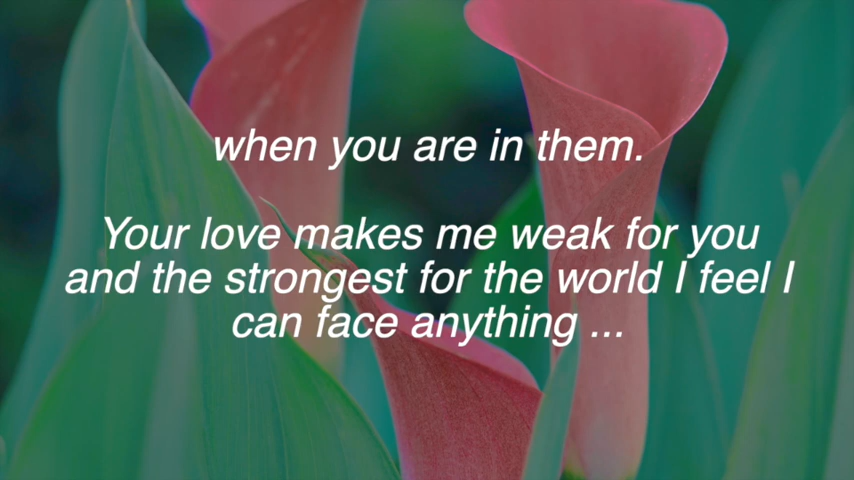 when you are in them.
Your love makes me weak for you
and the strongest for the world I feel I
can face anything ...